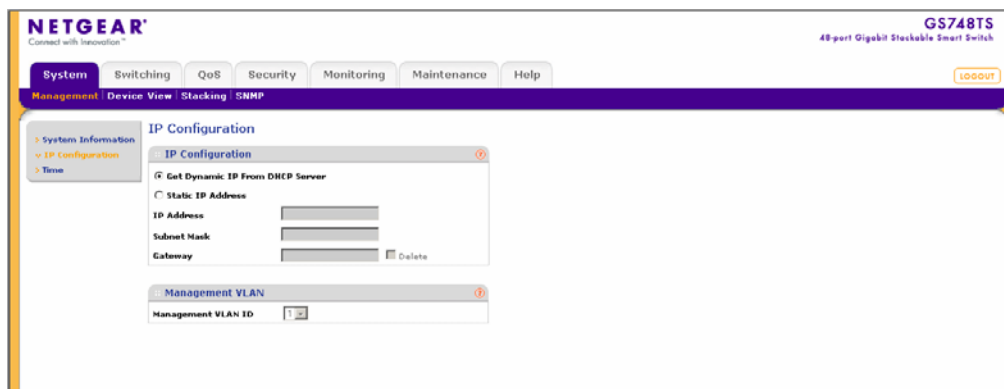 NETGEAR®
Connect with Innovation™
GS748TS
48-port Gigabit Stackable Smart Switch
System Switching QoS Security Monitoring Maintenance Help
LOGOUT
Management Device View Stacking SNMP
System Information
IP Configuration
Time
IP Configuration
IP Configuration
Get Dynamic IP From DHCP Server
Static IP Address
IP Address
Subnet Mask
Gateway Delete
Management VLAN
Management VLAN ID 1